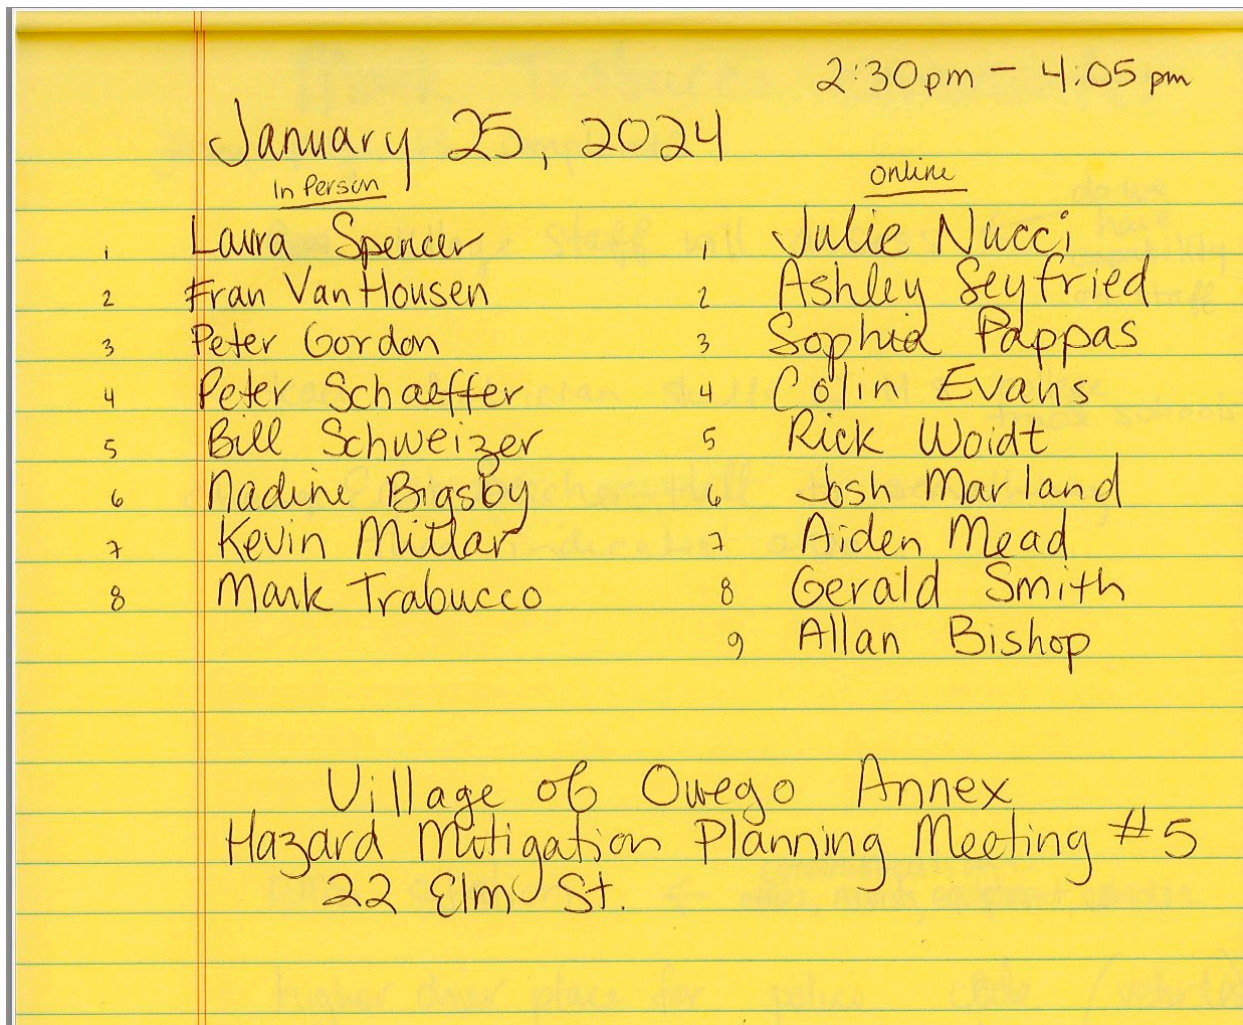 2:30pm - 4:05 pm
January 25, 2024
In Person
1 Laura Spencer
2 Fran VanHousen
3 Peter Gordon
4 Peter Schaeffer
5 Bill Schweizer
6 Nadine Bigsby
7 Kevin Millar
8 Mark Trabucco
online
1 Julie Nucci
2 Ashley Seyfried
3 Sophia Pappas
4 Colin Evans
5 Rick Woidt
6 Josh Marland
7 Aiden Mead
8 Gerald Smith
9 Allan Bishop
Village of Owego Annex
Hazard Mitigation Planning Meeting #5
22 Elm St.